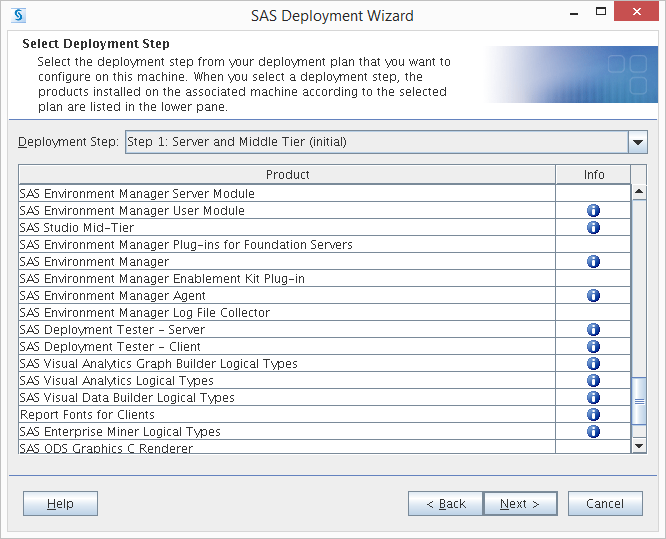 SAS Deployment Wizard
Select Deployment Step
Select the deployment step from your deployment plan that you want to
configure on this machine. When you select a deployment step, the
products installed on the associated machine according to the selected
plan are listed in the lower pane.
Deployment Step: Step 1: Server and Middle Tier (initial)
Product Info
SAS Environment Manager Server Module
SAS Environment Manager User Module
SAS Studio Mid-Tier
SAS Environment Manager Plug-ins for Foundation Servers
SAS Environment Manager
SAS Environment Manager Enablement Kit Plug-in
SAS Environment Manager Agent
SAS Environment Manager Log File Collector
SAS Deployment Tester - Server
SAS Deployment Tester - Client
SAS Visual Analytics Graph Builder Logical Types
SAS Visual Analytics Logical Types
SAS Visual Data Builder Logical Types
Report Fonts for Clients
SAS Enterprise Miner Logical Types
SAS ODS Graphics C Renderer
Help < Back Next > Cancel